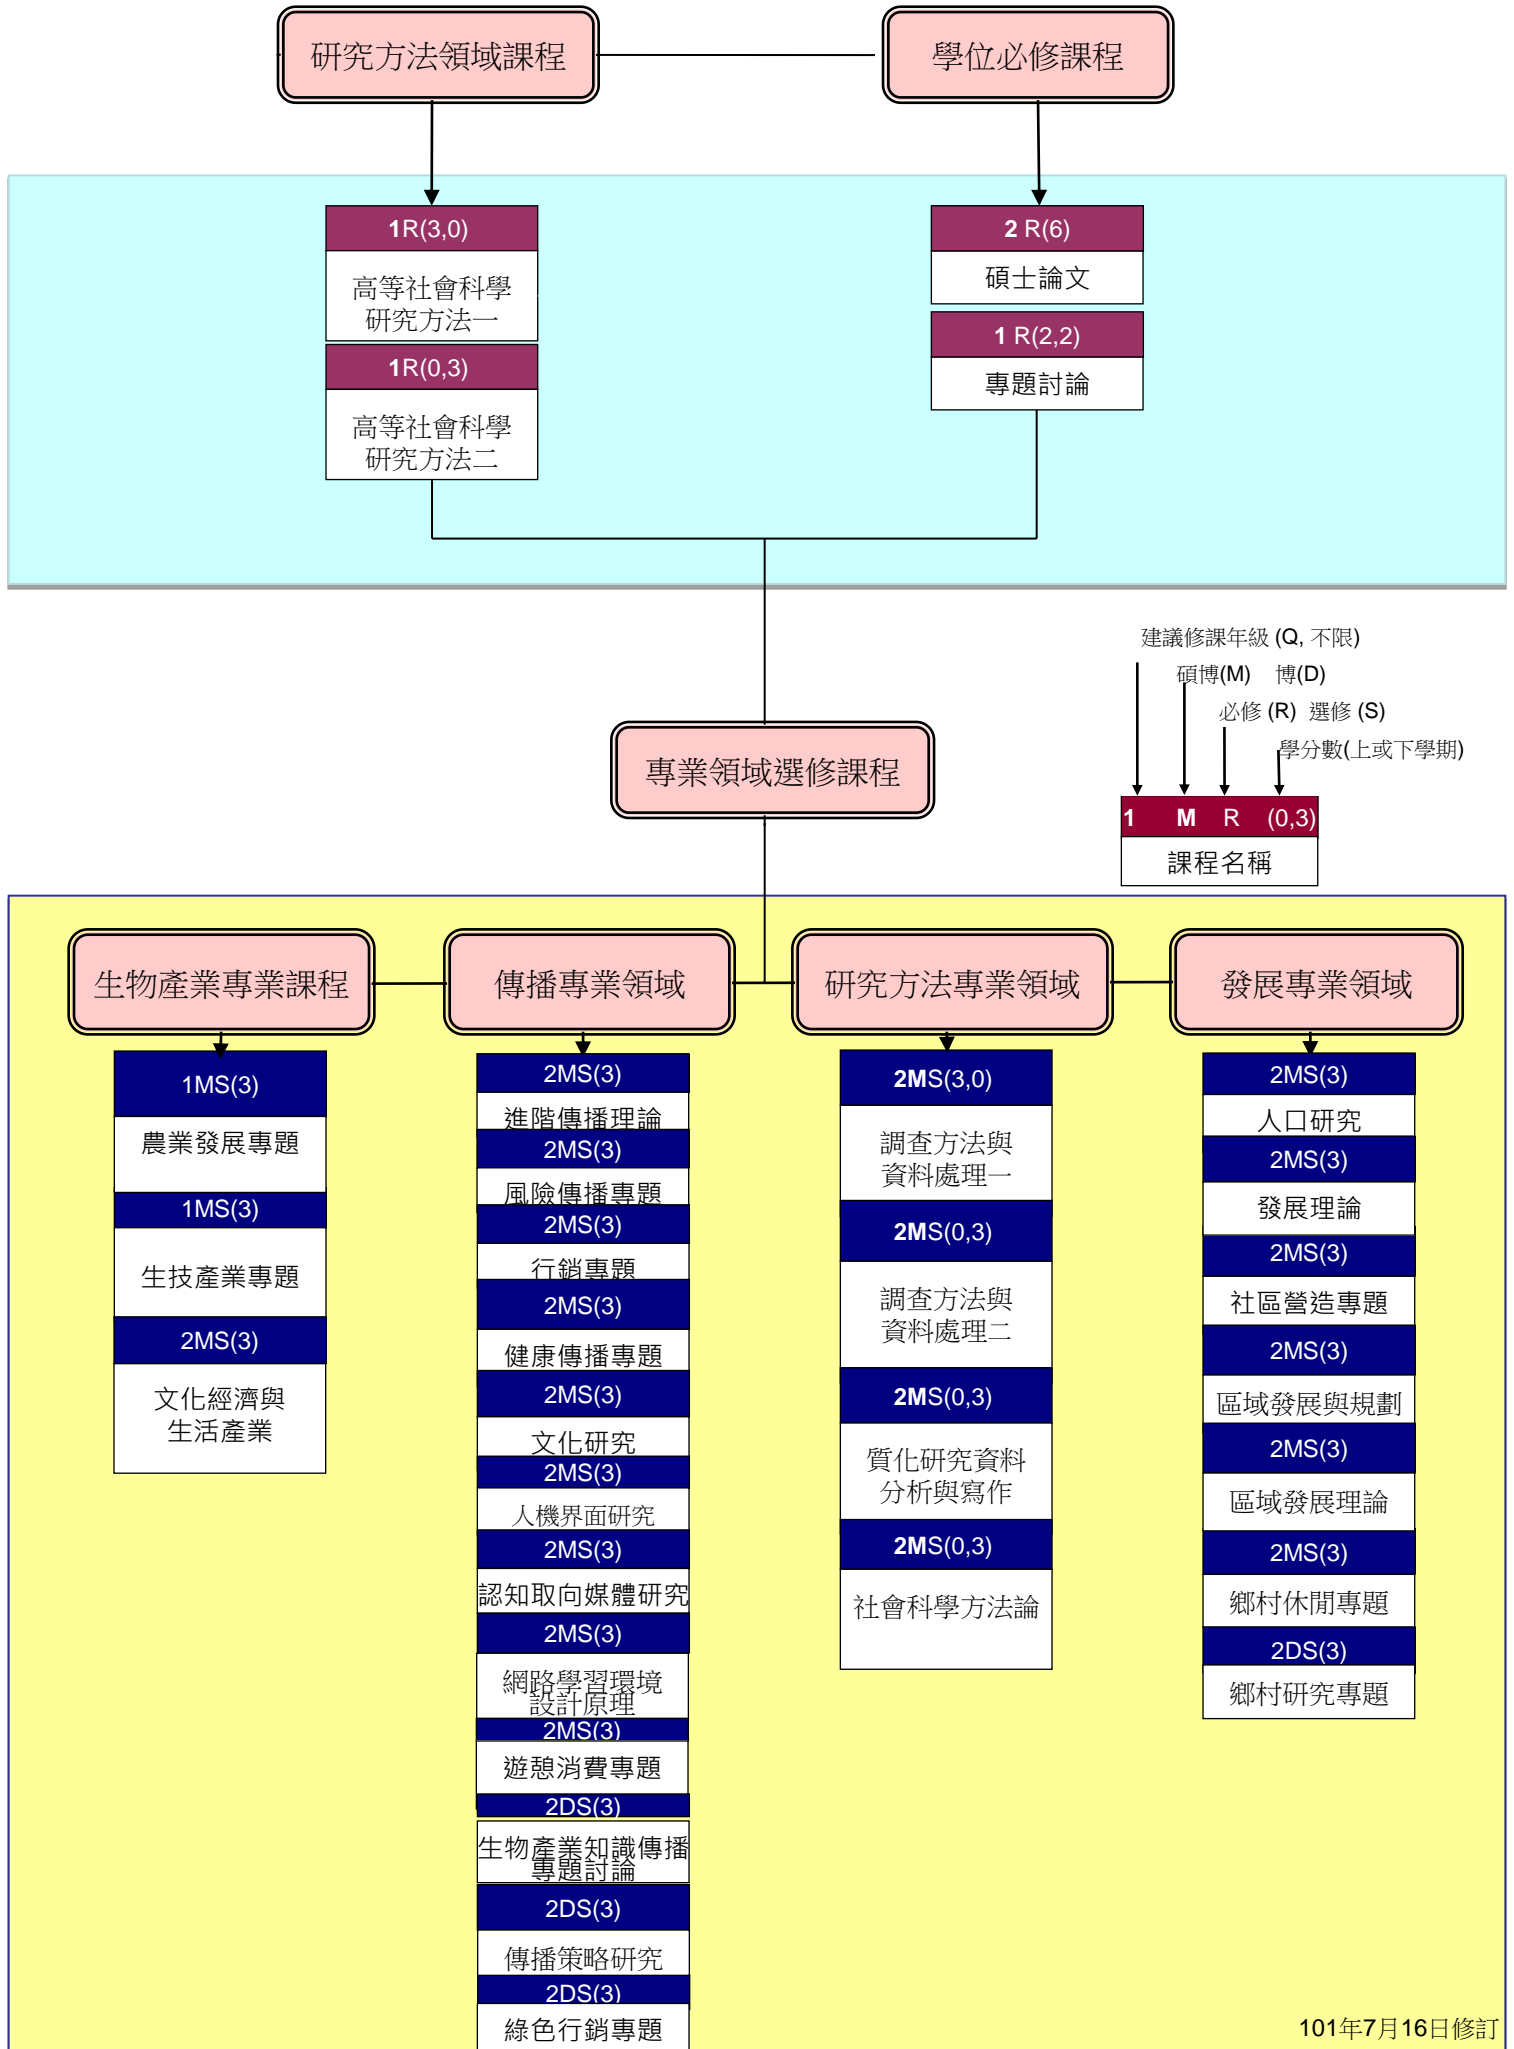 研究方法領域課程
學位必修課程
1R(3,0)
高等社會科學
研究方法一
1R(0,3)
高等社會科學
研究方法二
2 R(6)
碩士論文
1 R(2,2)
專題討論
建議修課年級 (Q, 不限)
碩博(M) 博(D)
必修 (R) 選修 (S)
學分數(上或下學期)
1 M R (0,3)
課程名稱
專業領域選修課程
生物產業專業課程
1MS(3)
農業發展專題
1MS(3)
生技產業專題
2MS(3)
文化經濟與
生活產業
傳播專業領域
2MS(3)
進階傳播理論
2MS(3)
風險傳播專題
2MS(3)
行銷專題
2MS(3)
健康傳播專題
2MS(3)
文化研究
2MS(3)
人機界面研究
2MS(3)
認知取向媒體研究
2MS(3)
網路學習環境
設計原理
2MS(3)
遊憩消費專題
2DS(3)
生物產業知識傳播
專題討論
2DS(3)
傳播策略研究
2DS(3)
綠色行銷專題
研究方法專業領域
2MS(3,0)
調查方法與
資料處理一
2MS(0,3)
調查方法與
資料處理二
2MS(0,3)
質化研究資料
分析與寫作
2MS(0,3)
社會科學方法論
發展專業領域
2MS(3)
人口研究
2MS(3)
發展理論
2MS(3)
社區營造專題
2MS(3)
區域發展與規劃
2MS(3)
區域發展理論
2MS(3)
鄉村休閒專題
2DS(3)
鄉村研究專題
101年7月16日修訂